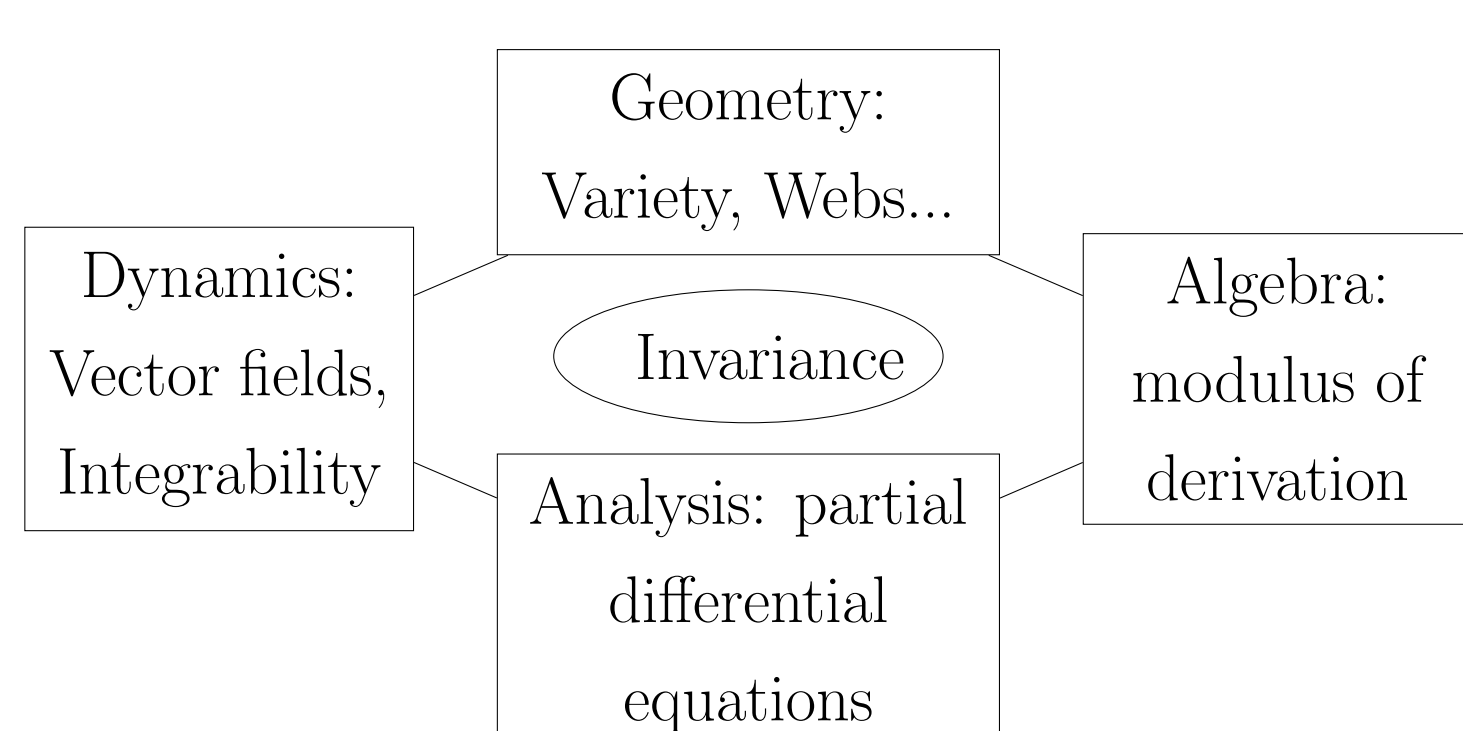 Geometry:
Variety, Webs...
Dynamics:
Vector fields,
Integrability
Invariance
Algebra:
modulus of
derivation
Analysis: partial
differential
equations